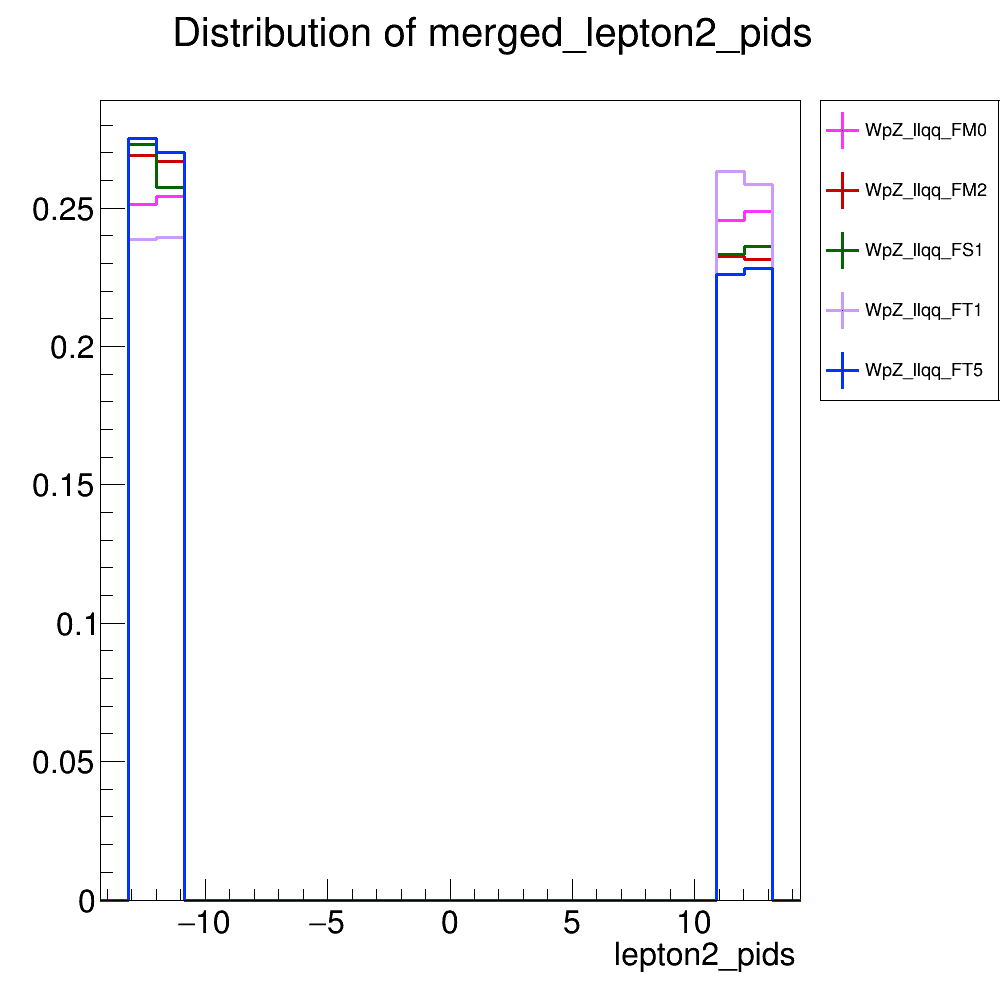 Distribution of merged_lepton2_pids
WpZ_llqq_FM0
WpZ_llqq_FM2
WpZ_llqq_FS1
WpZ_llqq_FT1
WpZ_llqq_FT5
0.25
0.2
0.15
0.1
0.05
0
−10 −5 0 5 10
lepton2_pids